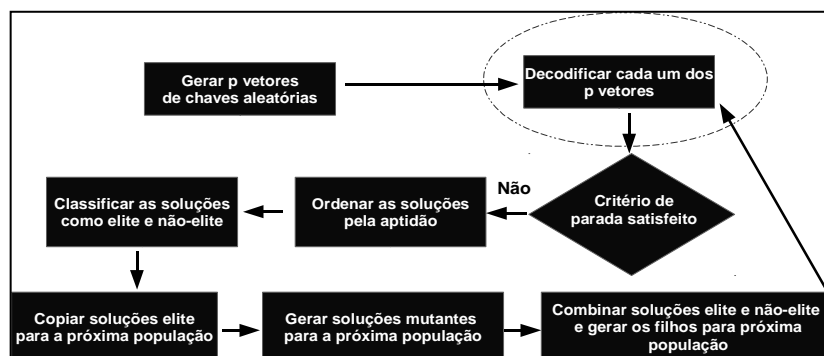 Gerar p vetores
de chaves aleatórias
Decodificar cada um dos
p vetores
Critério de
parada satisfeito
Não
Ordenar as soluções
pela aptidão
Classificar as soluções
como elite e não-elite
Copiar soluções elite
para a próxima população
Gerar soluções mutantes
para a próxima população
Combinar soluções elite e não-elite
e gerar os filhos para próxima
população